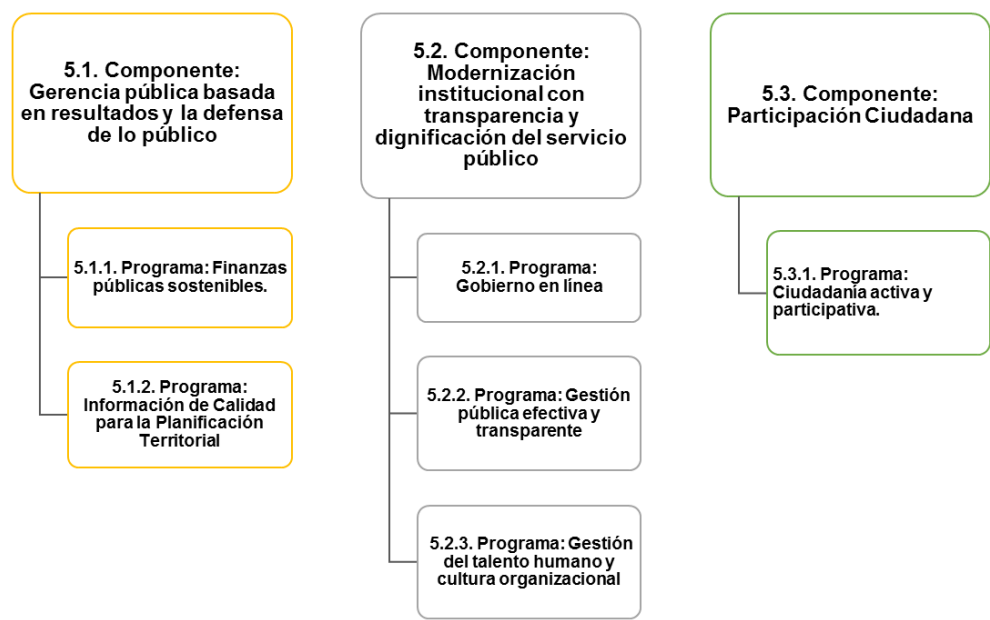 5.1. Componente:
Gerencia pública basada
en resultados y la defensa
de lo público
5.1.1. Programa: Finanzas
públicas sostenibles.
5.1.2. Programa:
Información de Calidad
para la Planificación
Territorial
5.2. Componente:
Modernización
institucional con
transparencia y
dignificación del servicio
público
5.2.1. Programa:
Gobierno en línea
5.2.2. Programa: Gestión
pública efectiva y
transparente
5.2.3. Programa: Gestión
del talento humano y
cultura organizacional
5.3. Componente:
Participación Ciudadana
5.3.1. Programa:
Ciudadanía activa y
participativa.